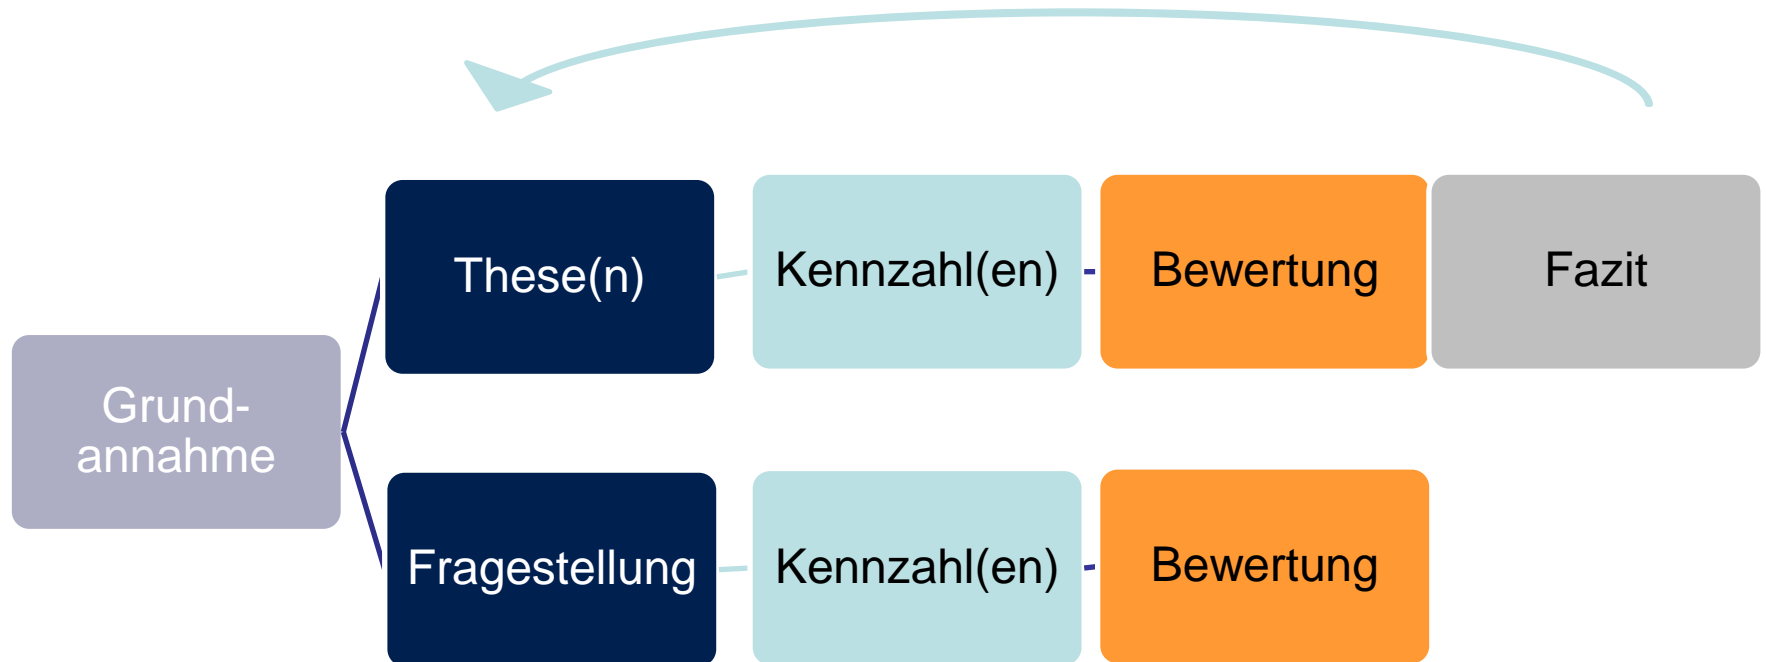 These(n)
Kennzahl(en)
Bewertung
Fazit
Grund-
annahme
Fragestellung
Kennzahl(en)
Bewertung